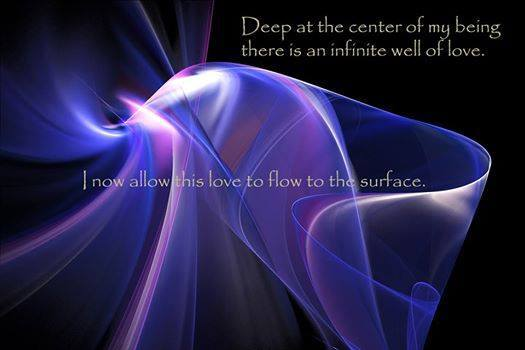 Deep at the center of my being
there is an infinite well of love.
I now allow this love to flow to the surface.